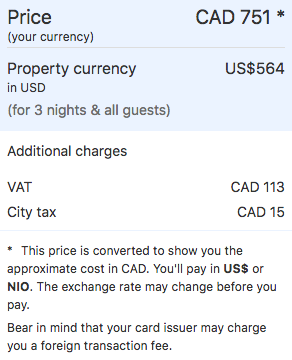 Price CAD 751 *
(your currency)
Property currency US$564
in USD
(for 3 nights & all guests)
Additional charges
VAT CAD 113
City tax CAD 15
* This price is converted to show you the
approximate cost in CAD. You'll pay in US$ or
NIO. The exchange rate may change before you
pay.
Bear in mind that your card issuer may charge
you a foreign transaction fee.